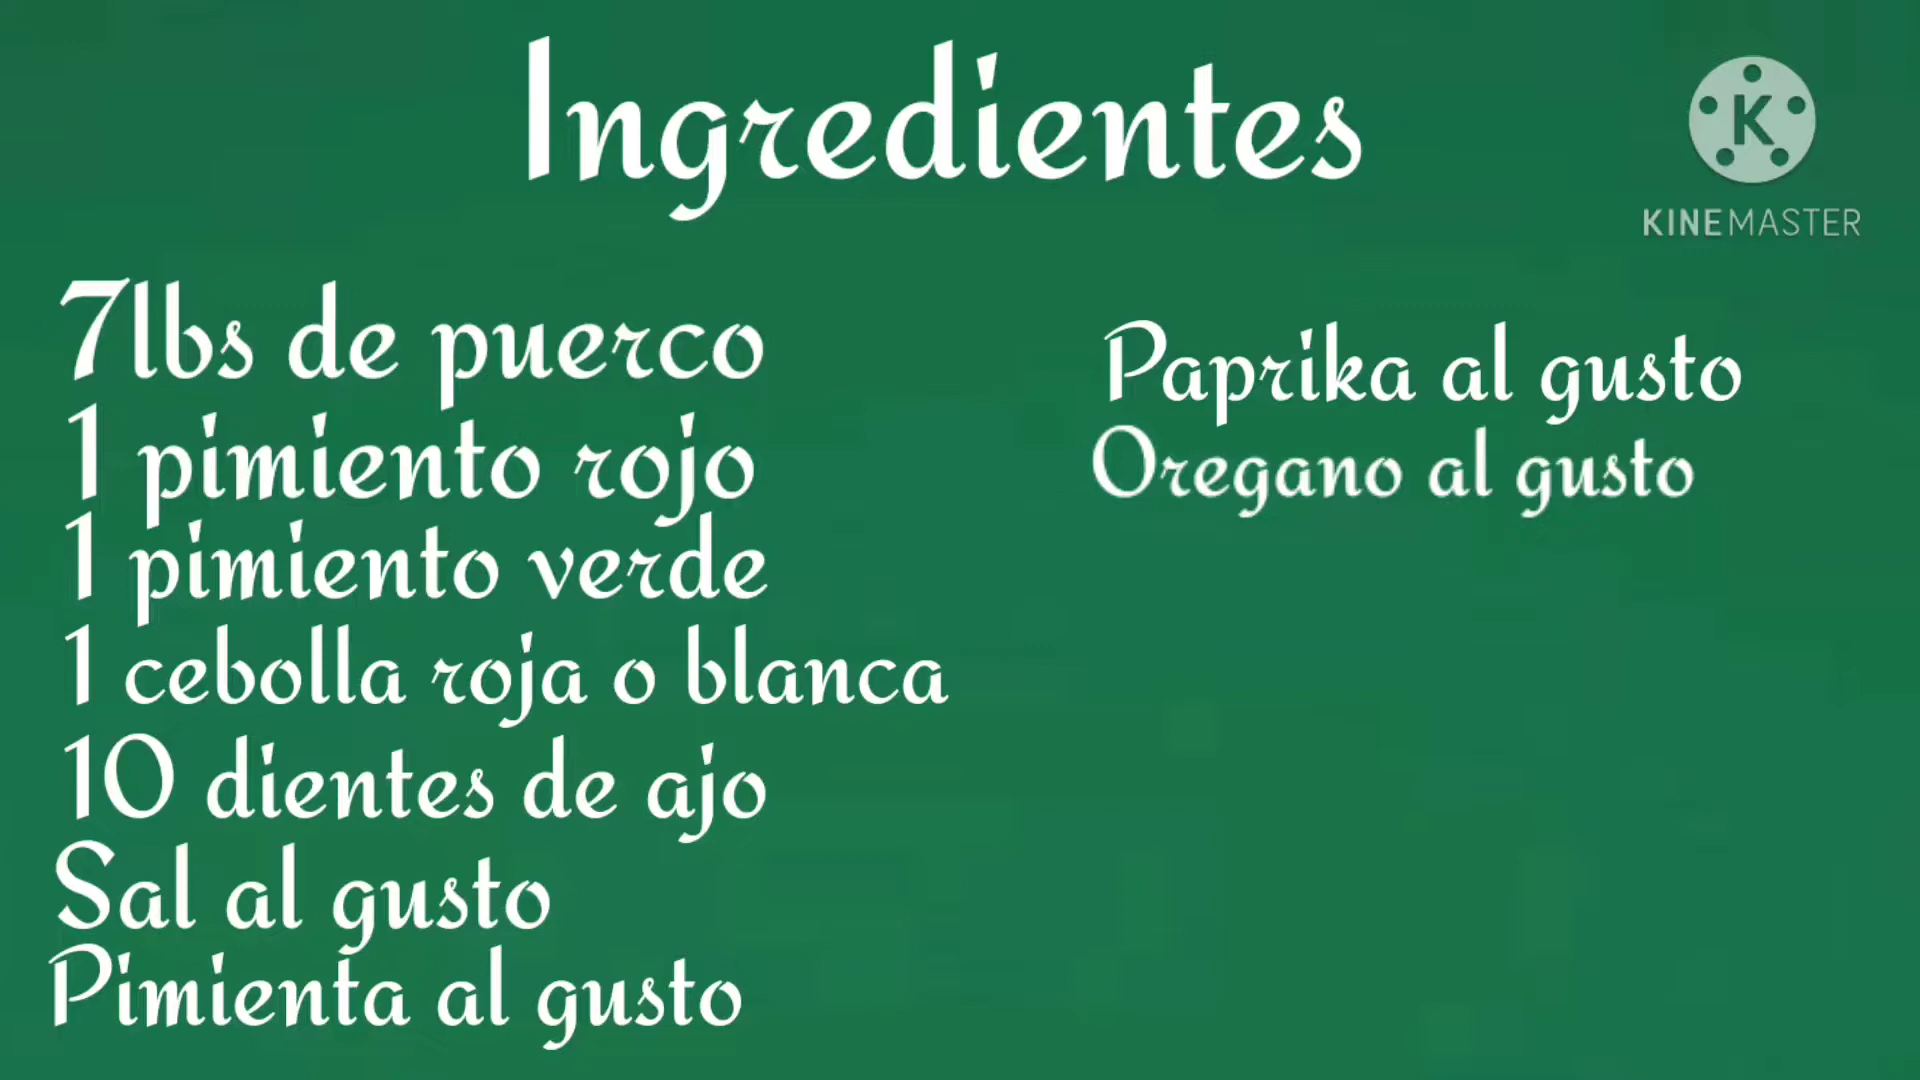 Ingredientes
KINEMASTER
7lbs de puerco
1 pimiento rojo
1 pimiento verde
1 cebolla roja o blanca
10 dientes de ajo
Sal al gusto
Pimienta al gusto
Paprika al gusto
Oregano al gusto